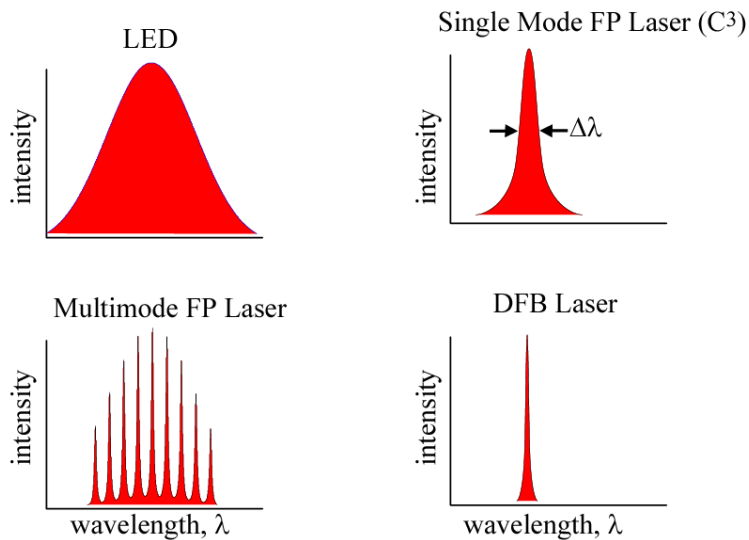 LED
intensity
Single Mode FP Laser (C³)
intensity
Δλ
Multimode FP Laser
intensity
wavelength, λ
DFB Laser
intensity
wavelength, λ